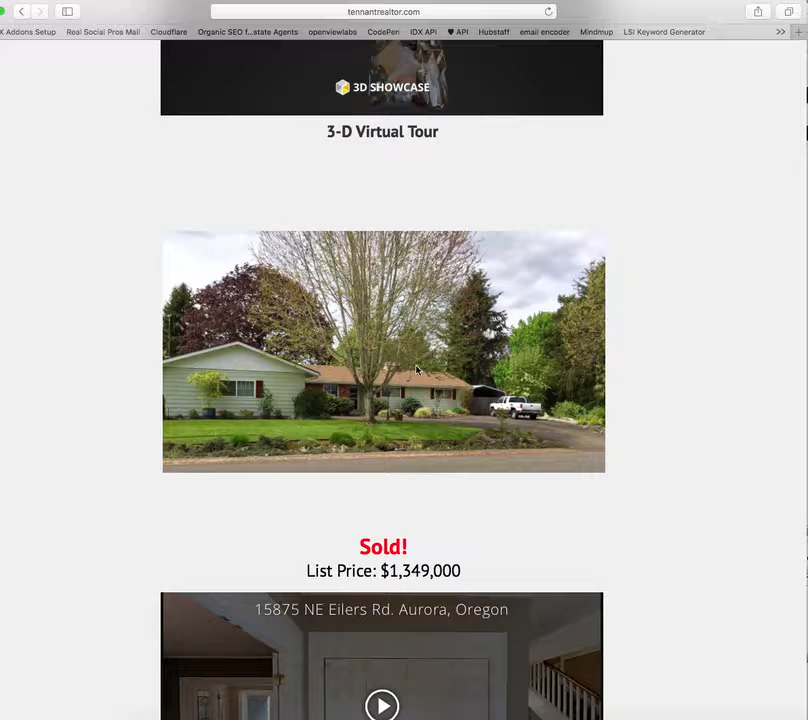 tennantrealtor.com
X Addons Setup Real Social Pros Mail Cloudflare Organic SEO f...state Agents openviewlabs CodePen IDX API ♥ API Hubstaff email encoder Mindmup LSI Keyword Generator
3D SHOWCASE
3-D Virtual Tour
Sold!
List Price: $1,349,000
15875 NE Eilers Rd. Aurora, Oregon